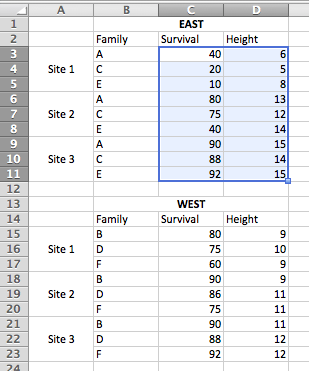 A B C D
1 EAST
2 Family Survival Height
3 A 40 6
4 Site 1 C 20 5
5 E 10 8
6 A 80 13
7 Site 2 C 75 12
8 E 40 14
9 A 90 15
10 Site 3 C 88 14
11 E 92 15
12
13 WEST
14 Family Survival Height
15 B 80 9
16 Site 1 D 75 10
17 F 60 9
18 B 90 9
19 Site 2 D 86 11
20 F 75 11
21 B 90 11
22 Site 3 D 88 12
23 F 92 12
24